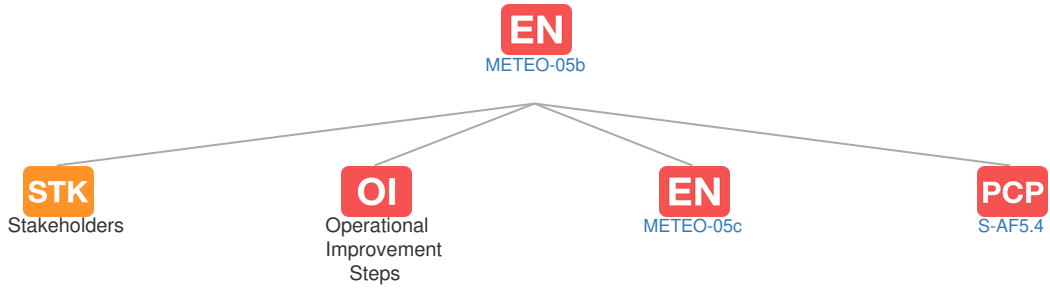 EN
METEO-05b
STK
Stakeholders
OI
Operational
Improvement
Steps
EN
METEO-05c
PCP
S-AF5.4